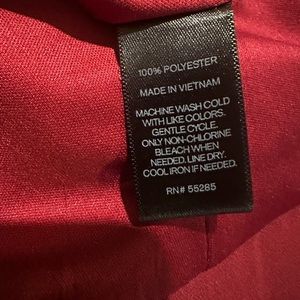 100% POLYESTER
MADE IN VIETNAM
MACHINE WASH COLD
WITH LIKE COLORS.
GENTLE CYCLE.
ONLY NON-CHLORINE
BLEACH WHEN
NEEDED. LINE DRY.
COOL IRON IF NEEDED.
RN# 55285